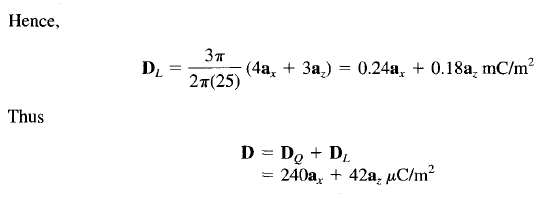 Hence,
D_L = 3π / 2π(25) (4a_x + 3a_z) = 0.24a_x + 0.18a_z mC/m²
Thus
D = D_Q + D_L
= 240a_x + 42a_z μC/m²